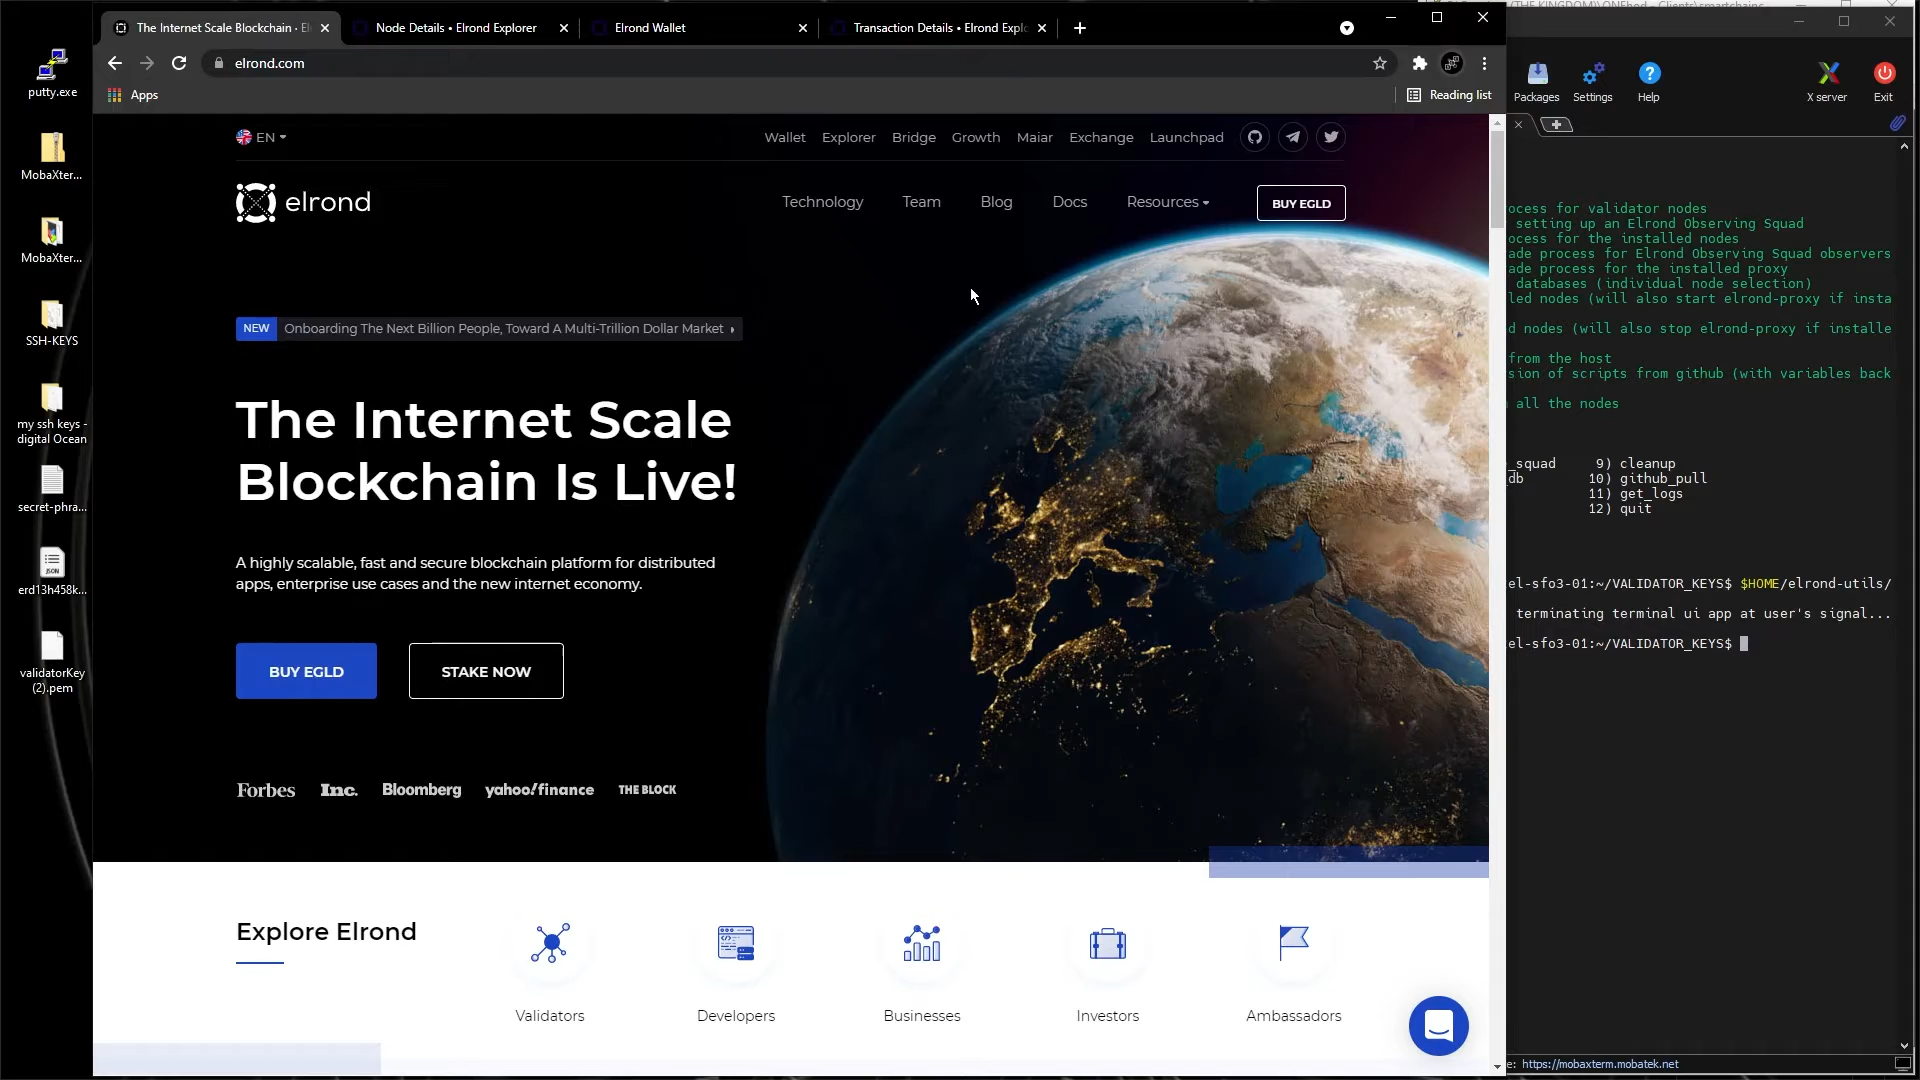 putty.exe
MobaXter...
MobaXter...
SSH-KEYS
my ssh keys -
digital Ocean
secret-phra...
JSON
erd13h458k...
validatorKey
(2).pem
The Internet Scale Blockchain · El
Node Details • Elrond Explorer
Elrond Wallet
Transaction Details • Elrond Explo
elrond.com
Apps
Reading list
EN
Wallet Explorer Bridge Growth Maiar Exchange Launchpad
elrond
Technology Team Blog Docs Resources
BUY EGLD
NEW Onboarding The Next Billion People, Toward A Multi-Trillion Dollar Market
The Internet Scale
Blockchain Is Live!
A highly scalable, fast and secure blockchain platform for distributed
apps, enterprise use cases and the new internet economy.
BUY EGLD STAKE NOW
Forbes Inc. Bloomberg yahoo!finance THE BLOCK
Explore Elrond
Validators Developers Businesses Investors Ambassadors
Packages Settings Help X server Exit
ocess for validator nodes
setting up an Elrond Observing Squad
ocess for the installed nodes
ade process for Elrond Observing Squad observers
ade process for the installed proxy
databases (individual node selection)
led nodes (will also start elrond-proxy if insta
d nodes (will also stop elrond-proxy if installe
from the host
sion of scripts from github (with variables back
all the nodes
_squad 9) cleanup
db 10) github_pull
11) get_logs
12) quit
el-sfo3-01:~/VALIDATOR_KEYS$ $HOME/elrond-utils/
terminating terminal ui app at user's signal...
el-sfo3-01:~/VALIDATOR_KEYS$
e: https://mobaxterm.mobatek.net